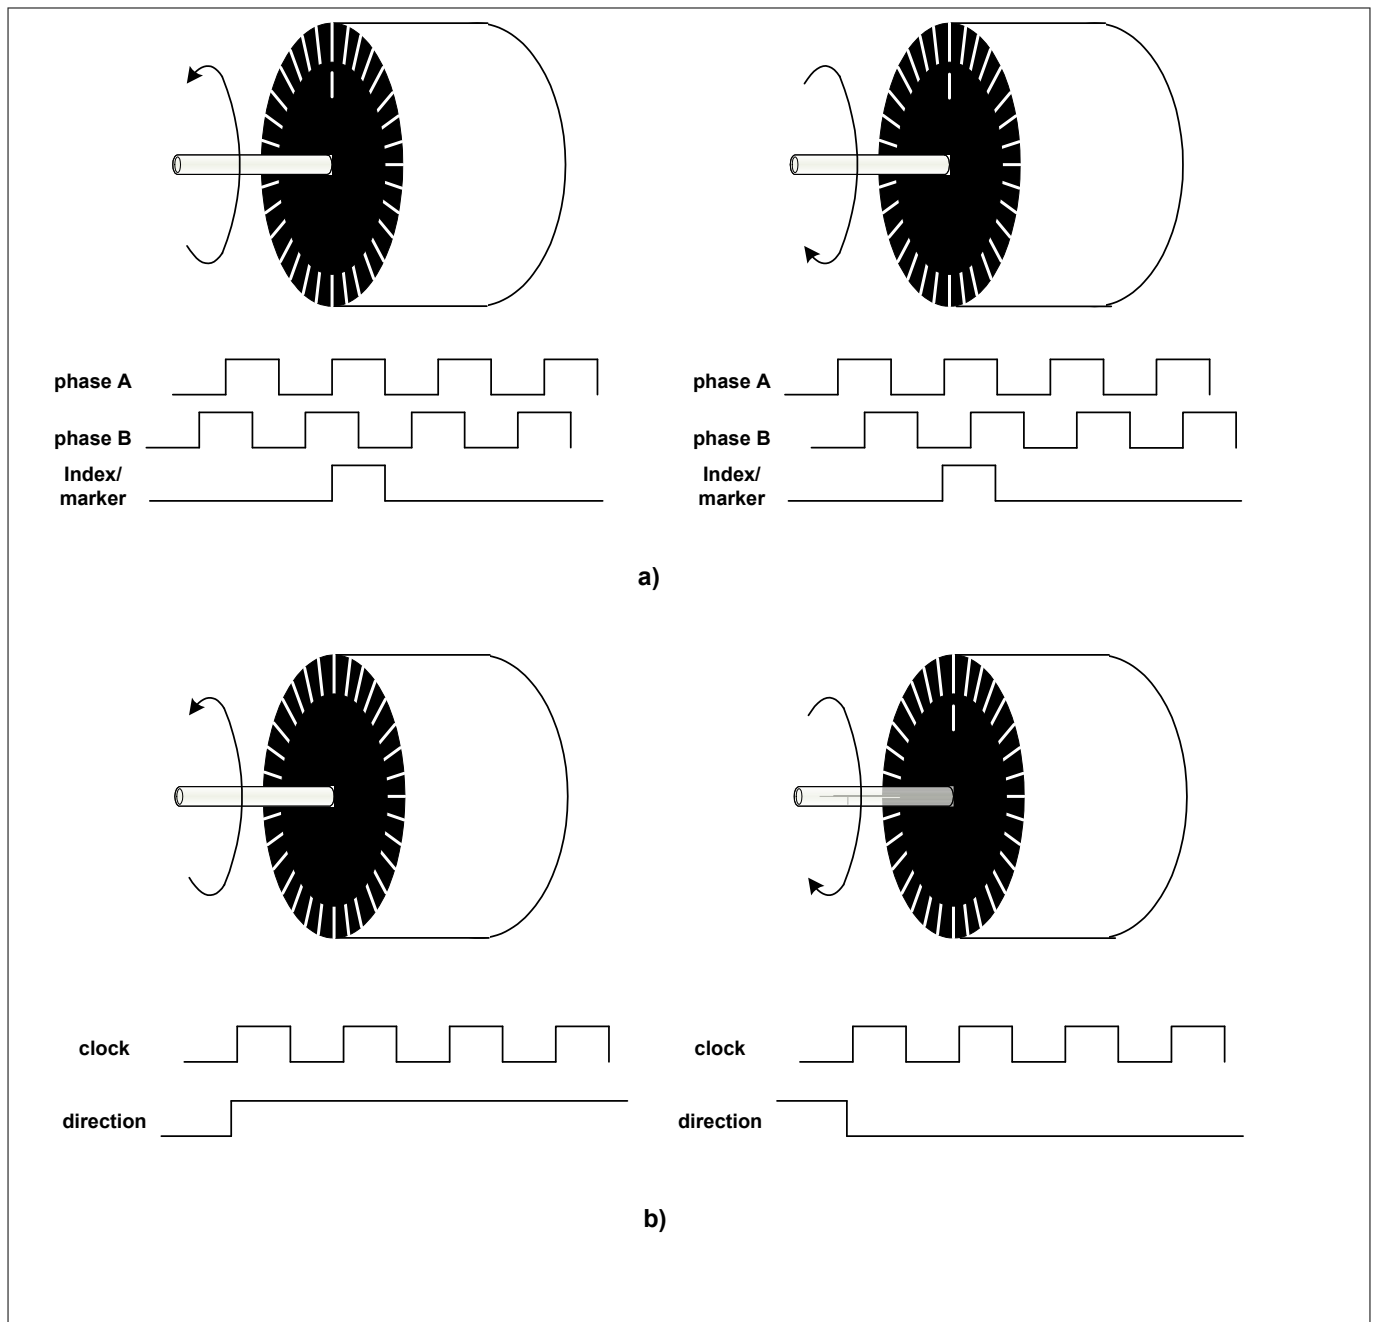 phase A
phase B
Index/
marker
phase A
phase B
Index/
marker
a)
clock
direction
clock
direction
b)